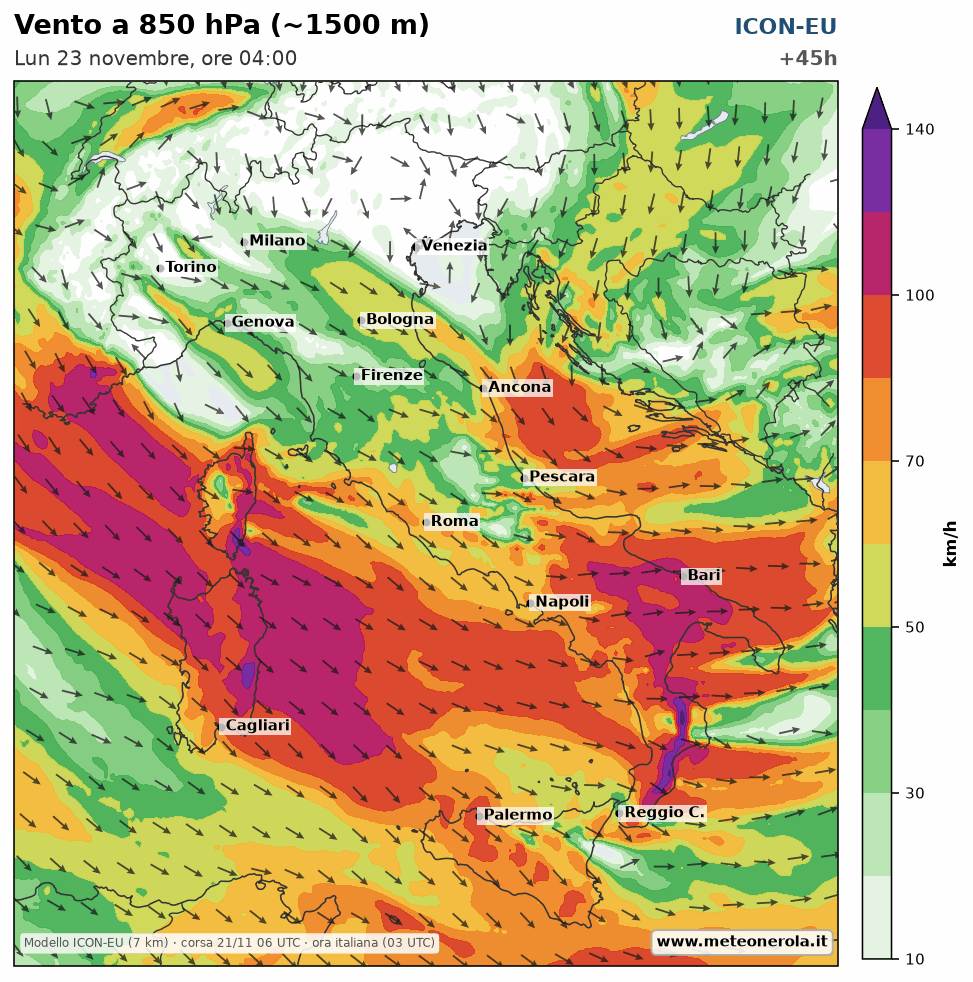 Vento a 850 hPa (~1500 m)
ICON-EU
Lun 23 novembre, ore 04:00
+45h
Milano
Venezia
Torino
Genova
Bologna
Firenze
Ancona
Pescara
Roma
Bari
Napoli
Cagliari
Palermo
Reggio C.
140
100
70
50
30
10
km/h
Modello ICON-EU (7 km) · corsa 21/11 06 UTC · ora italiana (03 UTC)
www.meteonerola.it